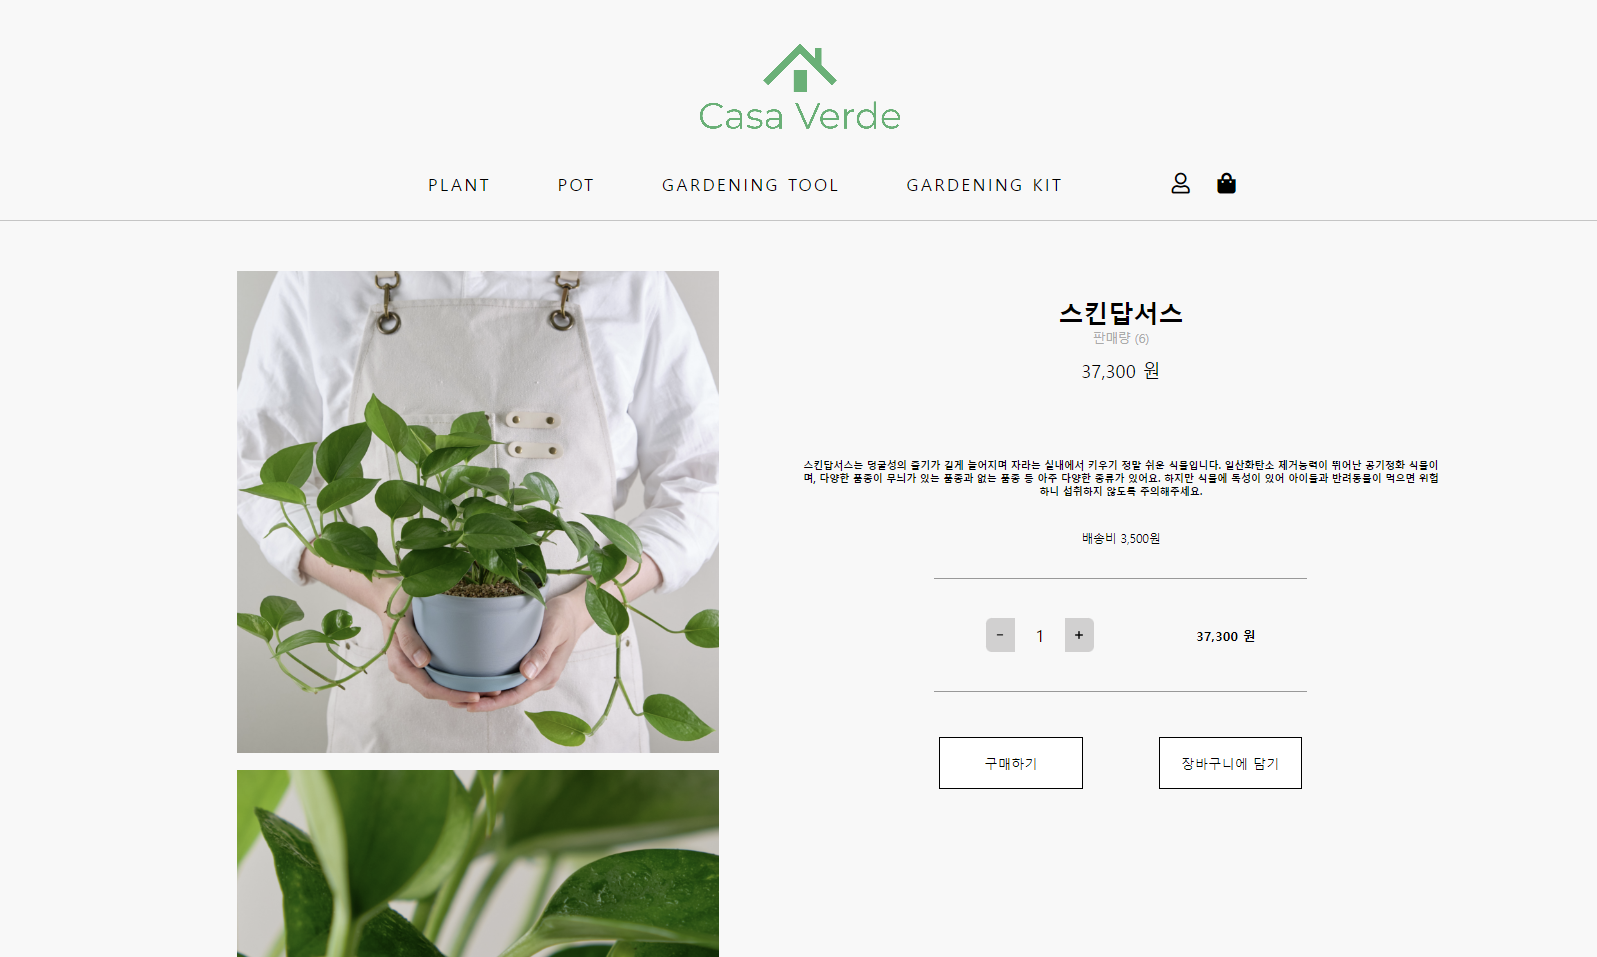 Casa Verde
PLANT POT GARDENING TOOL GARDENING KIT
스킨답서스
판매량 (6)
37,300 원
스킨답서스는 덩굴성의 줄기가 길게 늘어지며 자라는 실내에서 키우기 정말 쉬운 식물입니다. 일산화탄소 제거능력이 뛰어난 공기정화 식물이
며, 다양한 품종이 무늬가 있는 품종과 없는 품종 등 아주 다양한 종류가 있어요. 하지만 식물에 독성이 있어 아이들과 반려동물이 먹으면 위험
하니 섭취하지 않도록 주의해주세요.
배송비 3,500원
- 1 + 37,300 원
구매하기 장바구니에 담기